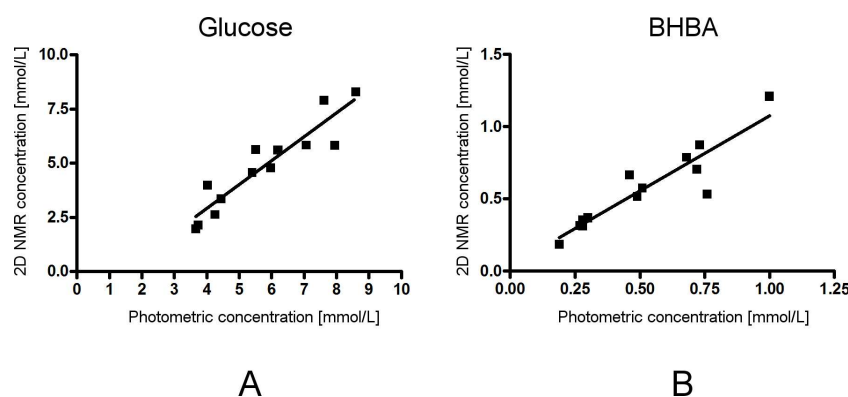 Glucose
BHBA
2D NMR concentration [mmol/L]
10.0
7.5
5.0
2.5
0.0
0 1 2 3 4 5 6 7 8 9 10
Photometric concentration [mmol/L]
2D NMR concentration [mmol/L]
1.5
1.0
0.5
0.0
0.00 0.25 0.50 0.75 1.00 1.25
Photometric concentration [mmol/L]
A
B